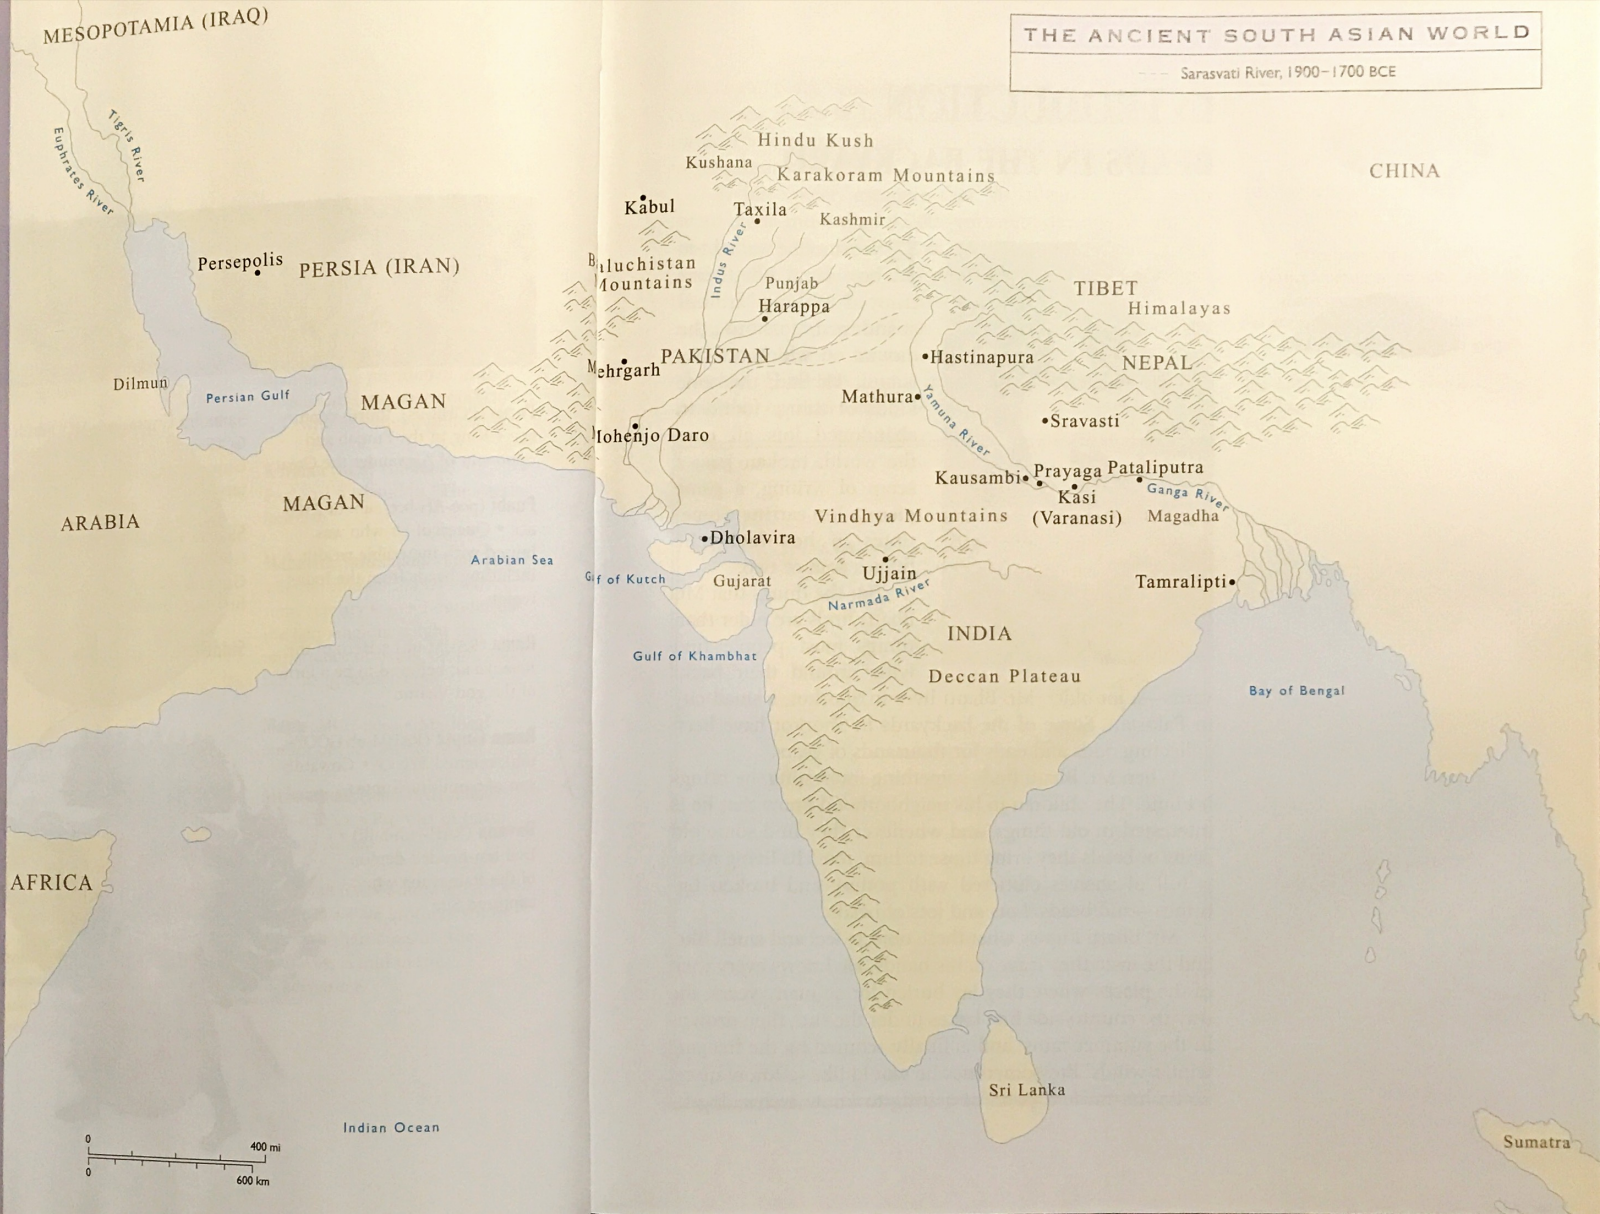 THE ANCIENT SOUTH ASIAN WORLD
Sarasvati River, 1900–1700 BCE
MESOPOTAMIA (IRAQ)
Tigris River
Euphrates River
Hindu Kush
Kushana
Karakoram Mountains
CHINA
Kabul
Taxila
Kashmir
Indus River
Persepolis
PERSIA (IRAN)
Baluchistan
Mountains
Punjab
Harappa
TIBET
Himalayas
Mehrgarh
PAKISTAN
Hastinapura
NEPAL
Dilmun
Persian Gulf
MAGAN
Mathura
Yamuna River
Sravasti
Mohenjo Daro
Kausambi
Prayaga
Pataliputra
Kasi
(Varanasi)
Ganga River
Magadha
MAGAN
ARABIA
Vindhya Mountains
Dholavira
Arabian Sea
Gulf of Kutch
Gujarat
Ujjain
Narmada River
Tamralipti
INDIA
Gulf of Khambhat
Deccan Plateau
Bay of Bengal
AFRICA
Sri Lanka
Indian Ocean
Sumatra
0
400 mi
0
600 km